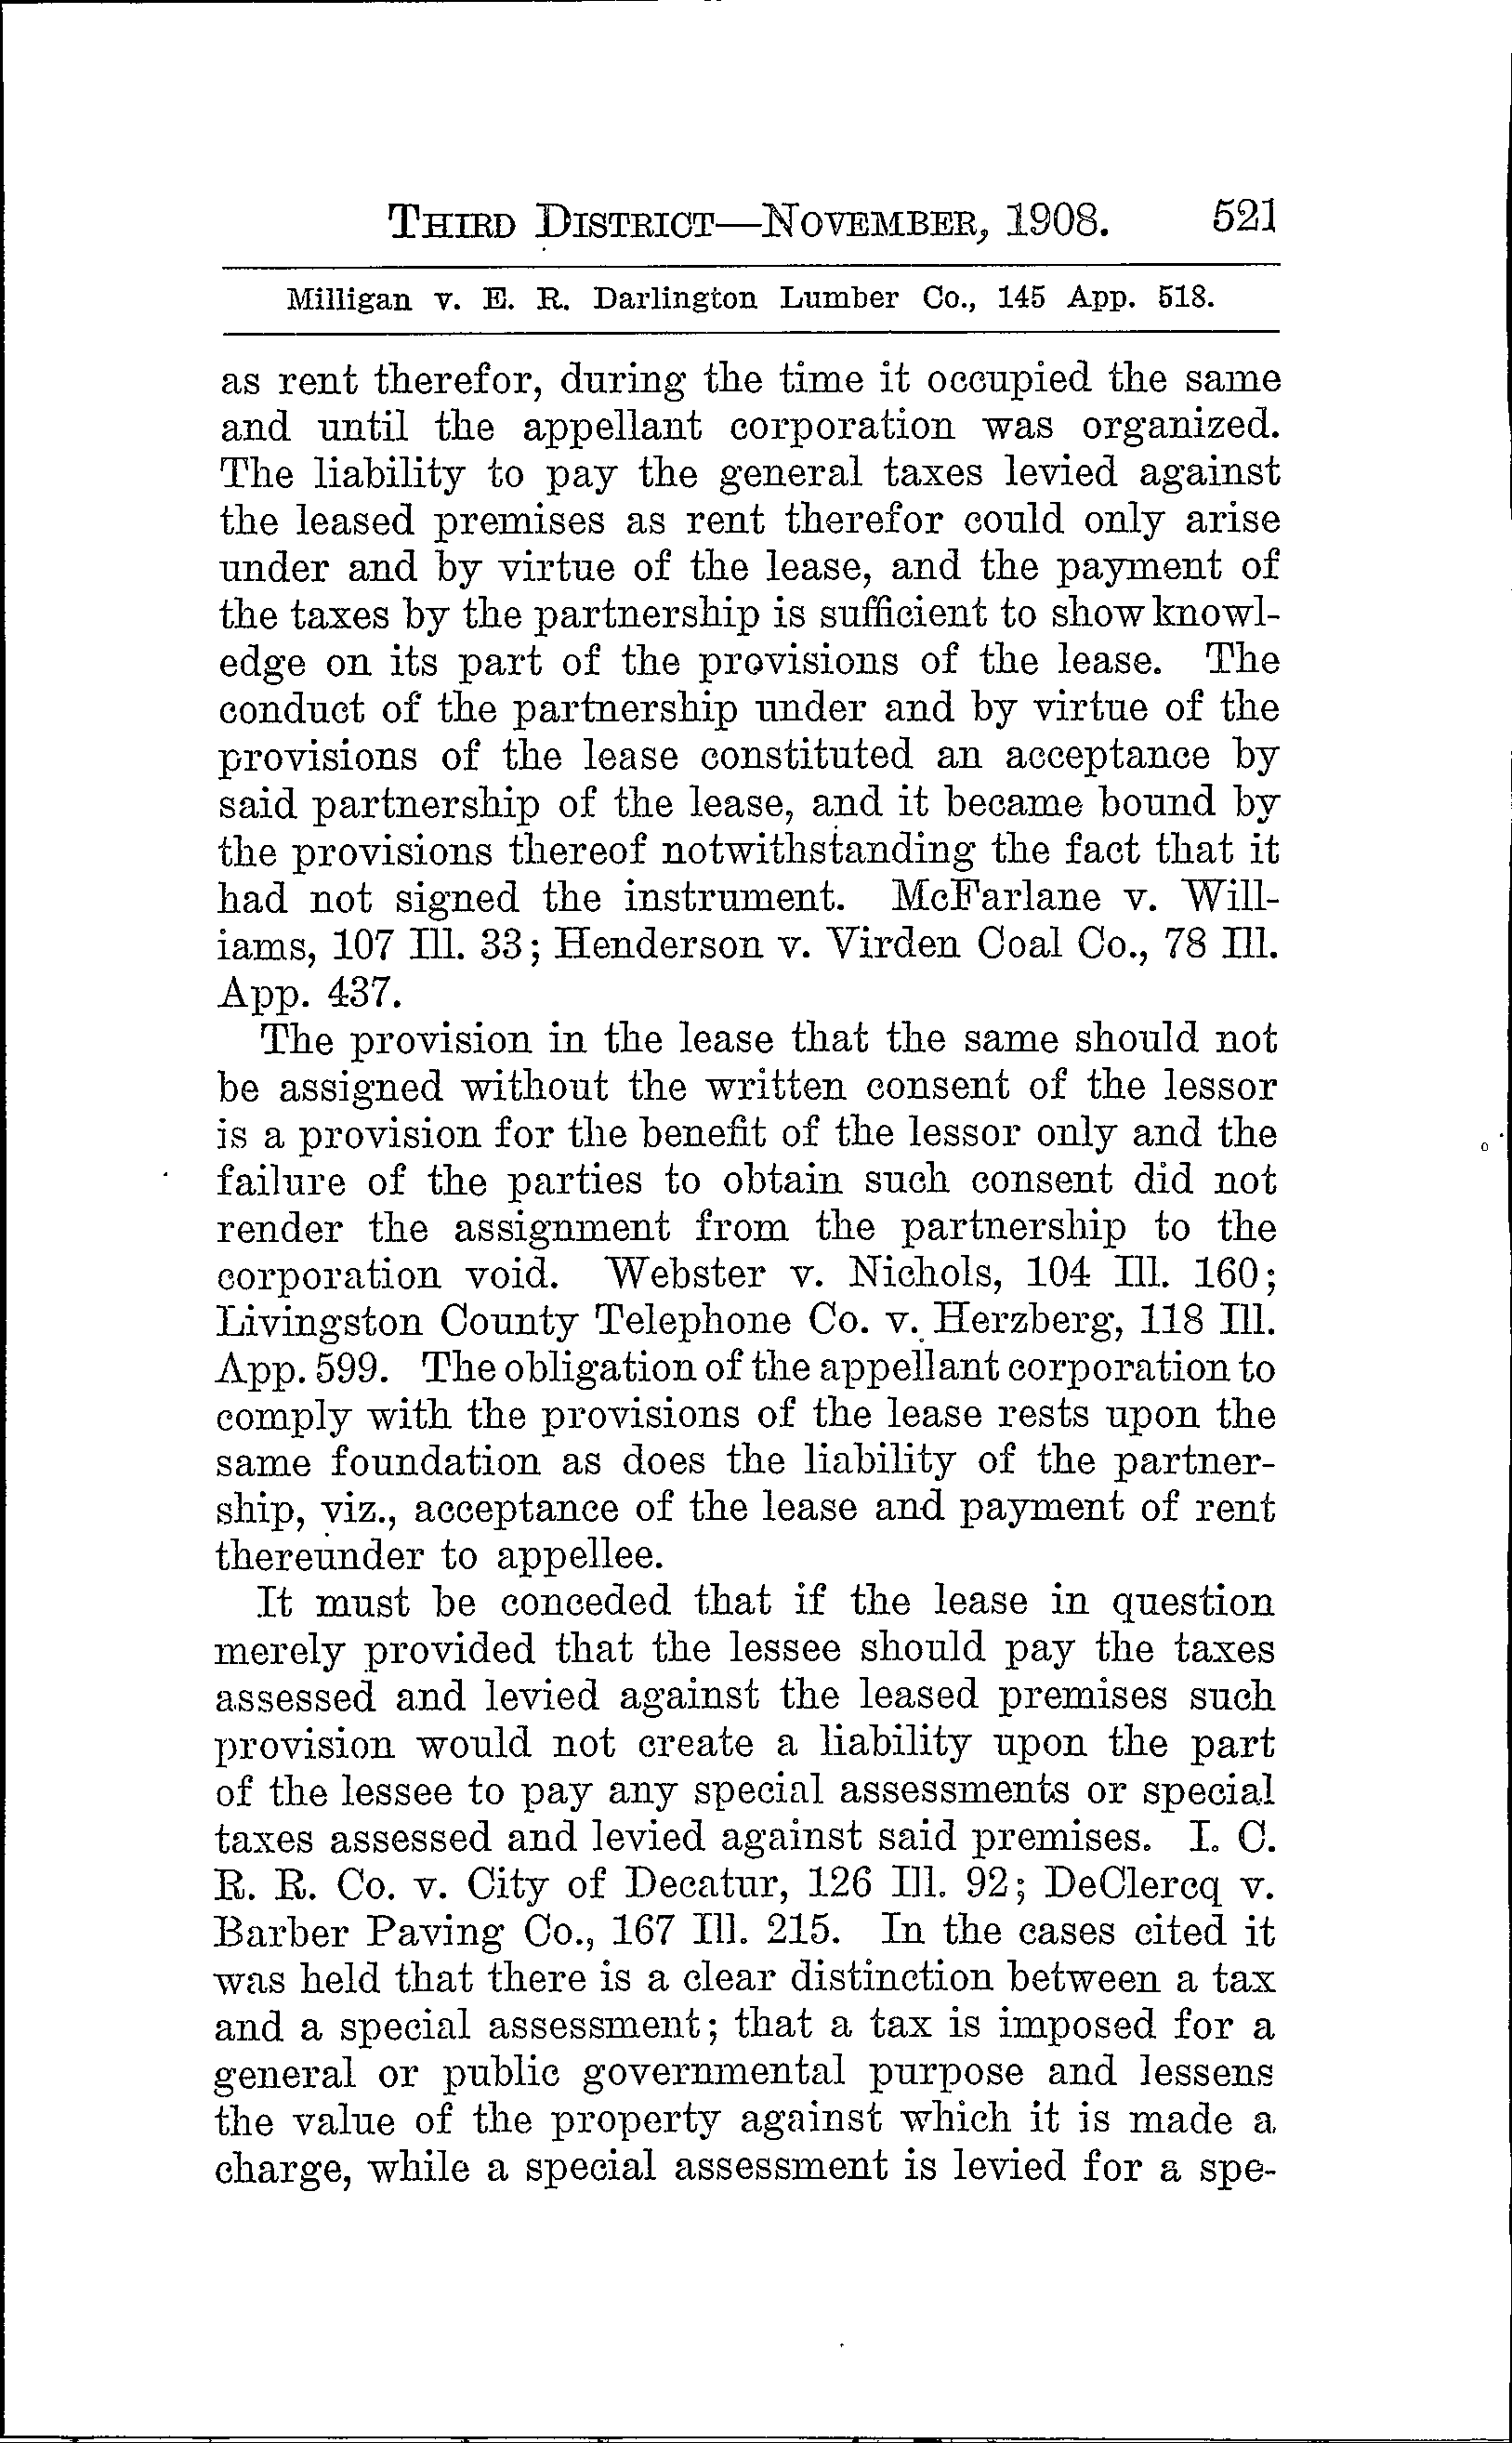 THIRD DISTRICT—NOVEMBER, 1908. 521
Milligan v. E. R. Darlington Lumber Co., 145 App. 518.
as rent therefor, during the time it occupied the same
and until the appellant corporation was organized.
The liability to pay the general taxes levied against
the leased premises as rent therefor could only arise
under and by virtue of the lease, and the payment of
the taxes by the partnership is sufficient to show knowl-
edge on its part of the provisions of the lease. The
conduct of the partnership under and by virtue of the
provisions of the lease constituted an acceptance by
said partnership of the lease, and it became bound by
the provisions thereof notwithstanding the fact that it
had not signed the instrument. McFarlane v. Will-
iams, 107 Ill. 33; Henderson v. Virden Coal Co., 78 Ill.
App. 437.
The provision in the lease that the same should not
be assigned without the written consent of the lessor
is a provision for the benefit of the lessor only and the
failure of the parties to obtain such consent did not
render the assignment from the partnership to the
corporation void. Webster v. Nichols, 104 Ill. 160;
Livingston County Telephone Co. v. Herzberg, 118 Ill.
App. 599. The obligation of the appellant corporation to
comply with the provisions of the lease rests upon the
same foundation as does the liability of the partner-
ship, viz., acceptance of the lease and payment of rent
thereunder to appellee.
It must be conceded that if the lease in question
merely provided that the lessee should pay the taxes
assessed and levied against the leased premises such
provision would not create a liability upon the part
of the lessee to pay any special assessments or special
taxes assessed and levied against said premises. I. C.
R. R. Co. v. City of Decatur, 126 Ill. 92; DeClercq v.
Barber Paving Co., 167 Ill. 215. In the cases cited it
was held that there is a clear distinction between a tax
and a special assessment; that a tax is imposed for a
general or public governmental purpose and lessens
the value of the property against which it is made a
charge, while a special assessment is levied for a spe-